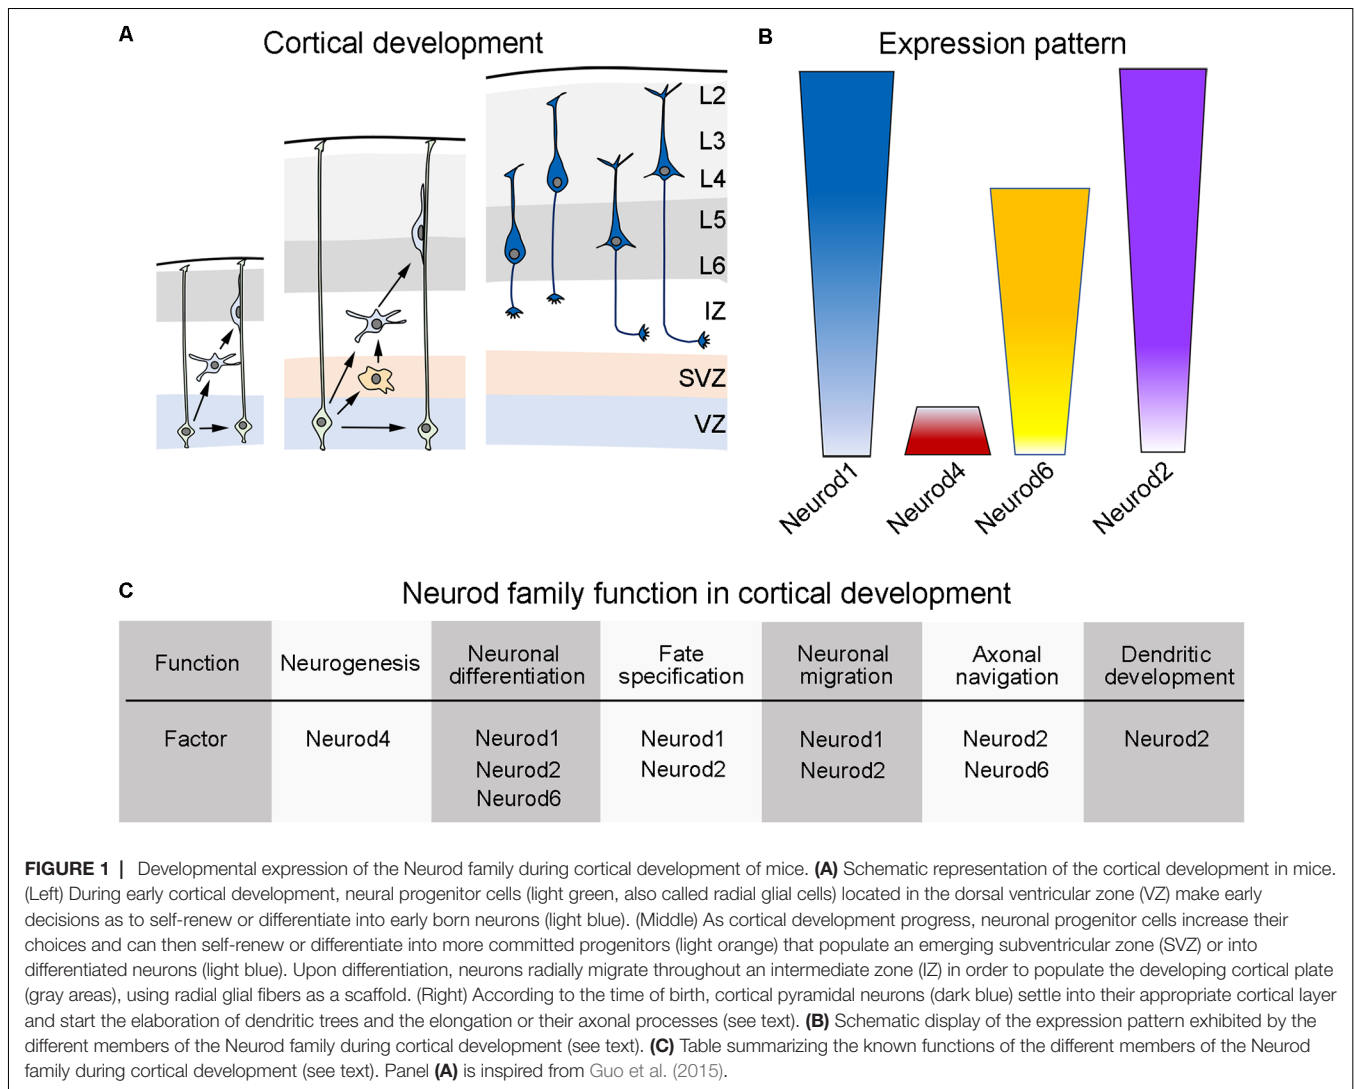 A
Cortical development
L2
L3
L4
L5
L6
IZ
SVZ
VZ
B
Expression pattern
Neurod1
Neurod4
Neurod6
Neurod2
C
Neurod family function in cortical development
Function
Neurogenesis
Neuronal
differentiation
Fate
specification
Neuronal
migration
Axonal
navigation
Dendritic
development
Factor
Neurod4
Neurod1
Neurod2
Neurod6
Neurod1
Neurod2
Neurod1
Neurod2
Neurod2
Neurod6
Neurod2
FIGURE 1 | Developmental expression of the Neurod family during cortical development of mice. (A) Schematic representation of the cortical development in mice.
(Left) During early cortical development, neural progenitor cells (light green, also called radial glial cells) located in the dorsal ventricular zone (VZ) make early
decisions as to self-renew or differentiate into early born neurons (light blue). (Middle) As cortical development progress, neuronal progenitor cells increase their
choices and can then self-renew or differentiate into more committed progenitors (light orange) that populate an emerging subventricular zone (SVZ) or into
differentiated neurons (light blue). Upon differentiation, neurons radially migrate throughout an intermediate zone (IZ) in order to populate the developing cortical plate
(gray areas), using radial glial fibers as a scaffold. (Right) According to the time of birth, cortical pyramidal neurons (dark blue) settle into their appropriate cortical layer
and start the elaboration of dendritic trees and the elongation or their axonal processes (see text). (B) Schematic display of the expression pattern exhibited by the
different members of the Neurod family during cortical development (see text). (C) Table summarizing the known functions of the different members of the Neurod
family during cortical development (see text). Panel (A) is inspired from Guo et al. (2015).